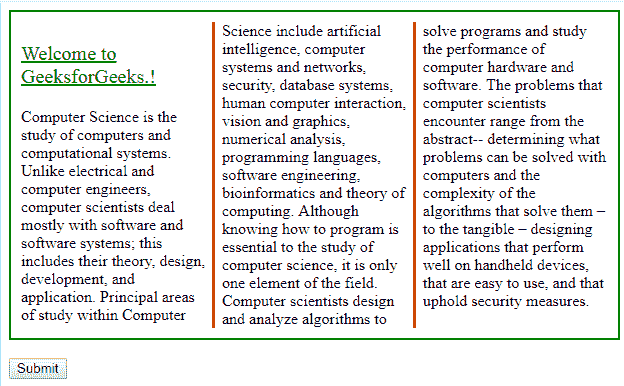 Welcome to
GeeksforGeeks.!
Computer Science is the
study of computers and
computational systems.
Unlike electrical and
computer engineers,
computer scientists deal
mostly with software and
software systems; this
includes their theory, design,
development, and
application. Principal areas
of study within Computer
Science include artificial
intelligence, computer
systems and networks,
security, database systems,
human computer interaction,
vision and graphics,
numerical analysis,
programming languages,
software engineering,
bioinformatics and theory of
computing. Although
knowing how to program is
essential to the study of
computer science, it is only
one element of the field.
Computer scientists design
and analyze algorithms to
solve programs and study
the performance of
computer hardware and
software. The problems that
computer scientists
encounter range from the
abstract-- determining what
problems can be solved with
computers and the
complexity of the
algorithms that solve them –
to the tangible – designing
applications that perform
well on handheld devices,
that are easy to use, and that
uphold security measures.
Submit